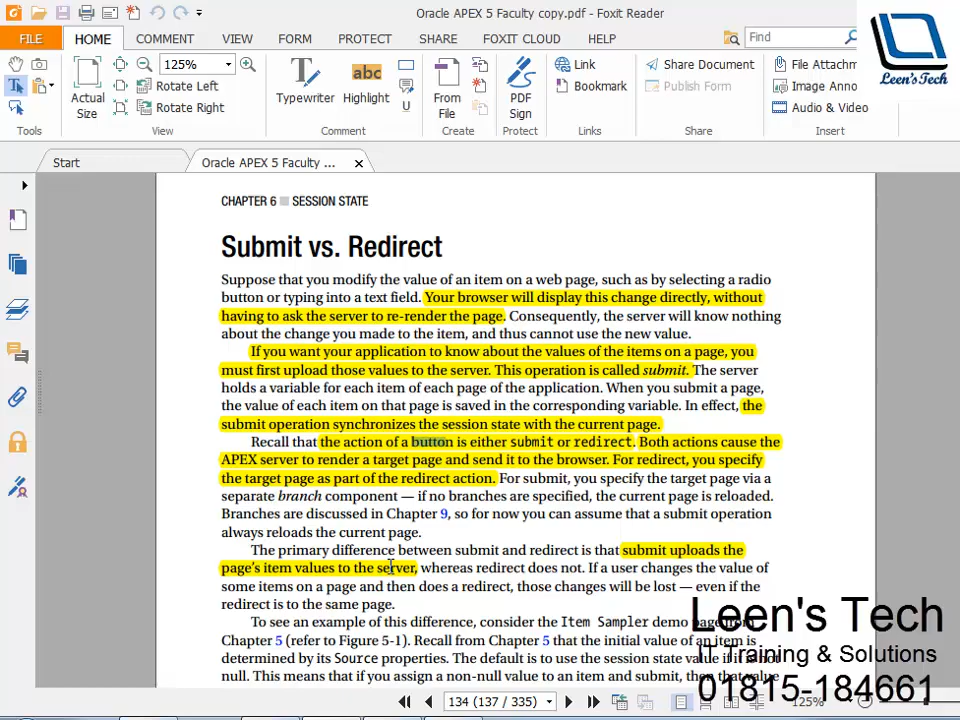 Oracle APEX 5 Faculty copy.pdf - Foxit Reader
FILE
HOME
COMMENT
VIEW
FORM
PROTECT
SHARE
FOXIT CLOUD
HELP
Find
Leen'sTech
Actual
Size
125%
Rotate Left
Rotate Right
Typewriter
abc
Highlight
U
From
File
PDF
Sign
Link
Bookmark
Share Document
Publish Form
File Attachm
Image Anno
Audio & Video
Tools
View
Comment
Create
Protect
Links
Share
Insert
Start
Oracle APEX 5 Faculty ...
CHAPTER 6 SESSION STATE
Submit vs. Redirect
Suppose that you modify the value of an item on a web page, such as by selecting a radio
button or typing into a text field. Your browser will display this change directly, without
having to ask the server to re-render the page. Consequently, the server will know nothing
about the change you made to the item, and thus cannot use the new value.
If you want your application to know about the values of the items on a page, you
must first upload those values to the server. This operation is called submit. The server
holds a variable for each item of each page of the application. When you submit a page,
the value of each item on that page is saved in the corresponding variable. In effect, the
submit operation synchronizes the session state with the current page.
Recall that the action of a button is either submit or redirect. Both actions cause the
APEX server to render a target page and send it to the browser. For redirect, you specify
the target page as part of the redirect action. For submit, you specify the target page via a
separate branch component — if no branches are specified, the current page is reloaded.
Branches are discussed in Chapter 9, so for now you can assume that a submit operation
always reloads the current page.
The primary difference between submit and redirect is that submit uploads the
page's item values to the server, whereas redirect does not. If a user changes the value of
some items on a page and then does a redirect, those changes will be lost — even if the
redirect is to the same page.
To see an example of this difference, consider the Item Sampler demo page from
Chapter 5 (refer to Figure 5-1). Recall from Chapter 5 that the initial value of an item is
determined by its Source properties. The default is to use the session state value if it is not
null. This means that if you assign a non-null value to an item and submit, then that value
Leen's Tech
IT Training & Solutions
01815-184661
134 (137 / 335)
125%